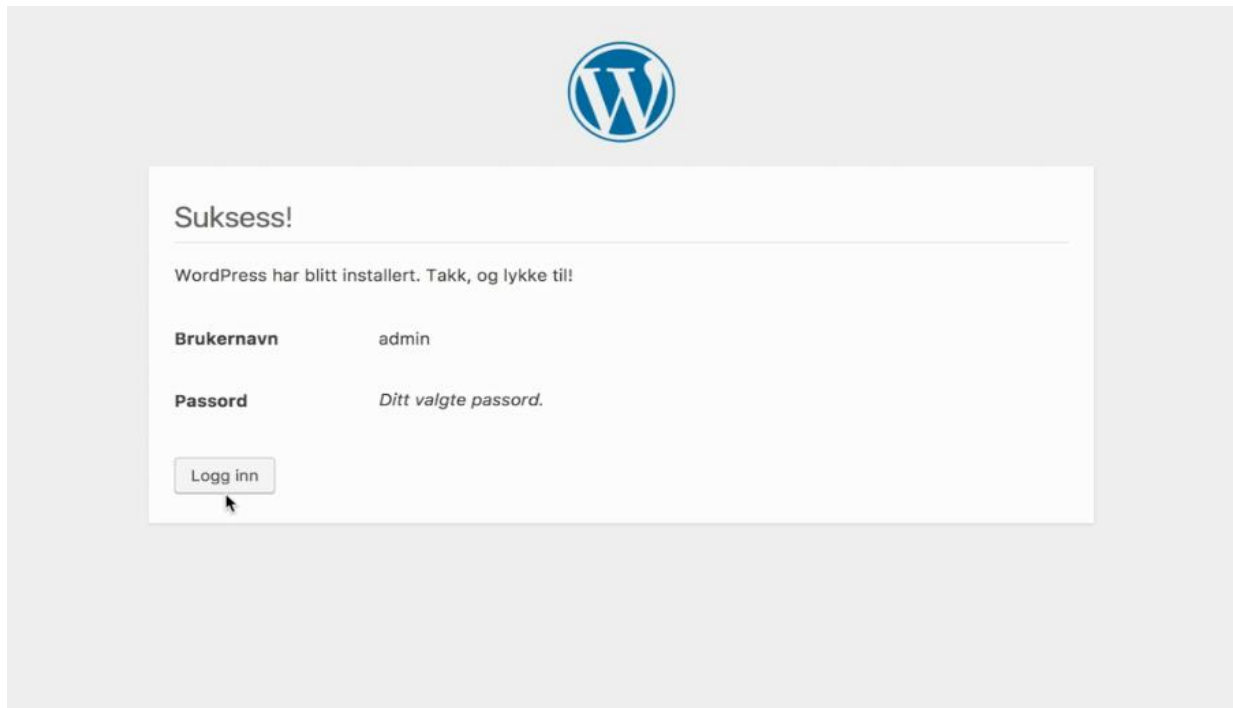 Suksess!
WordPress har blitt installert. Takk, og lykke til!
Brukernavn admin
Passord Ditt valgte passord.
Logg inn